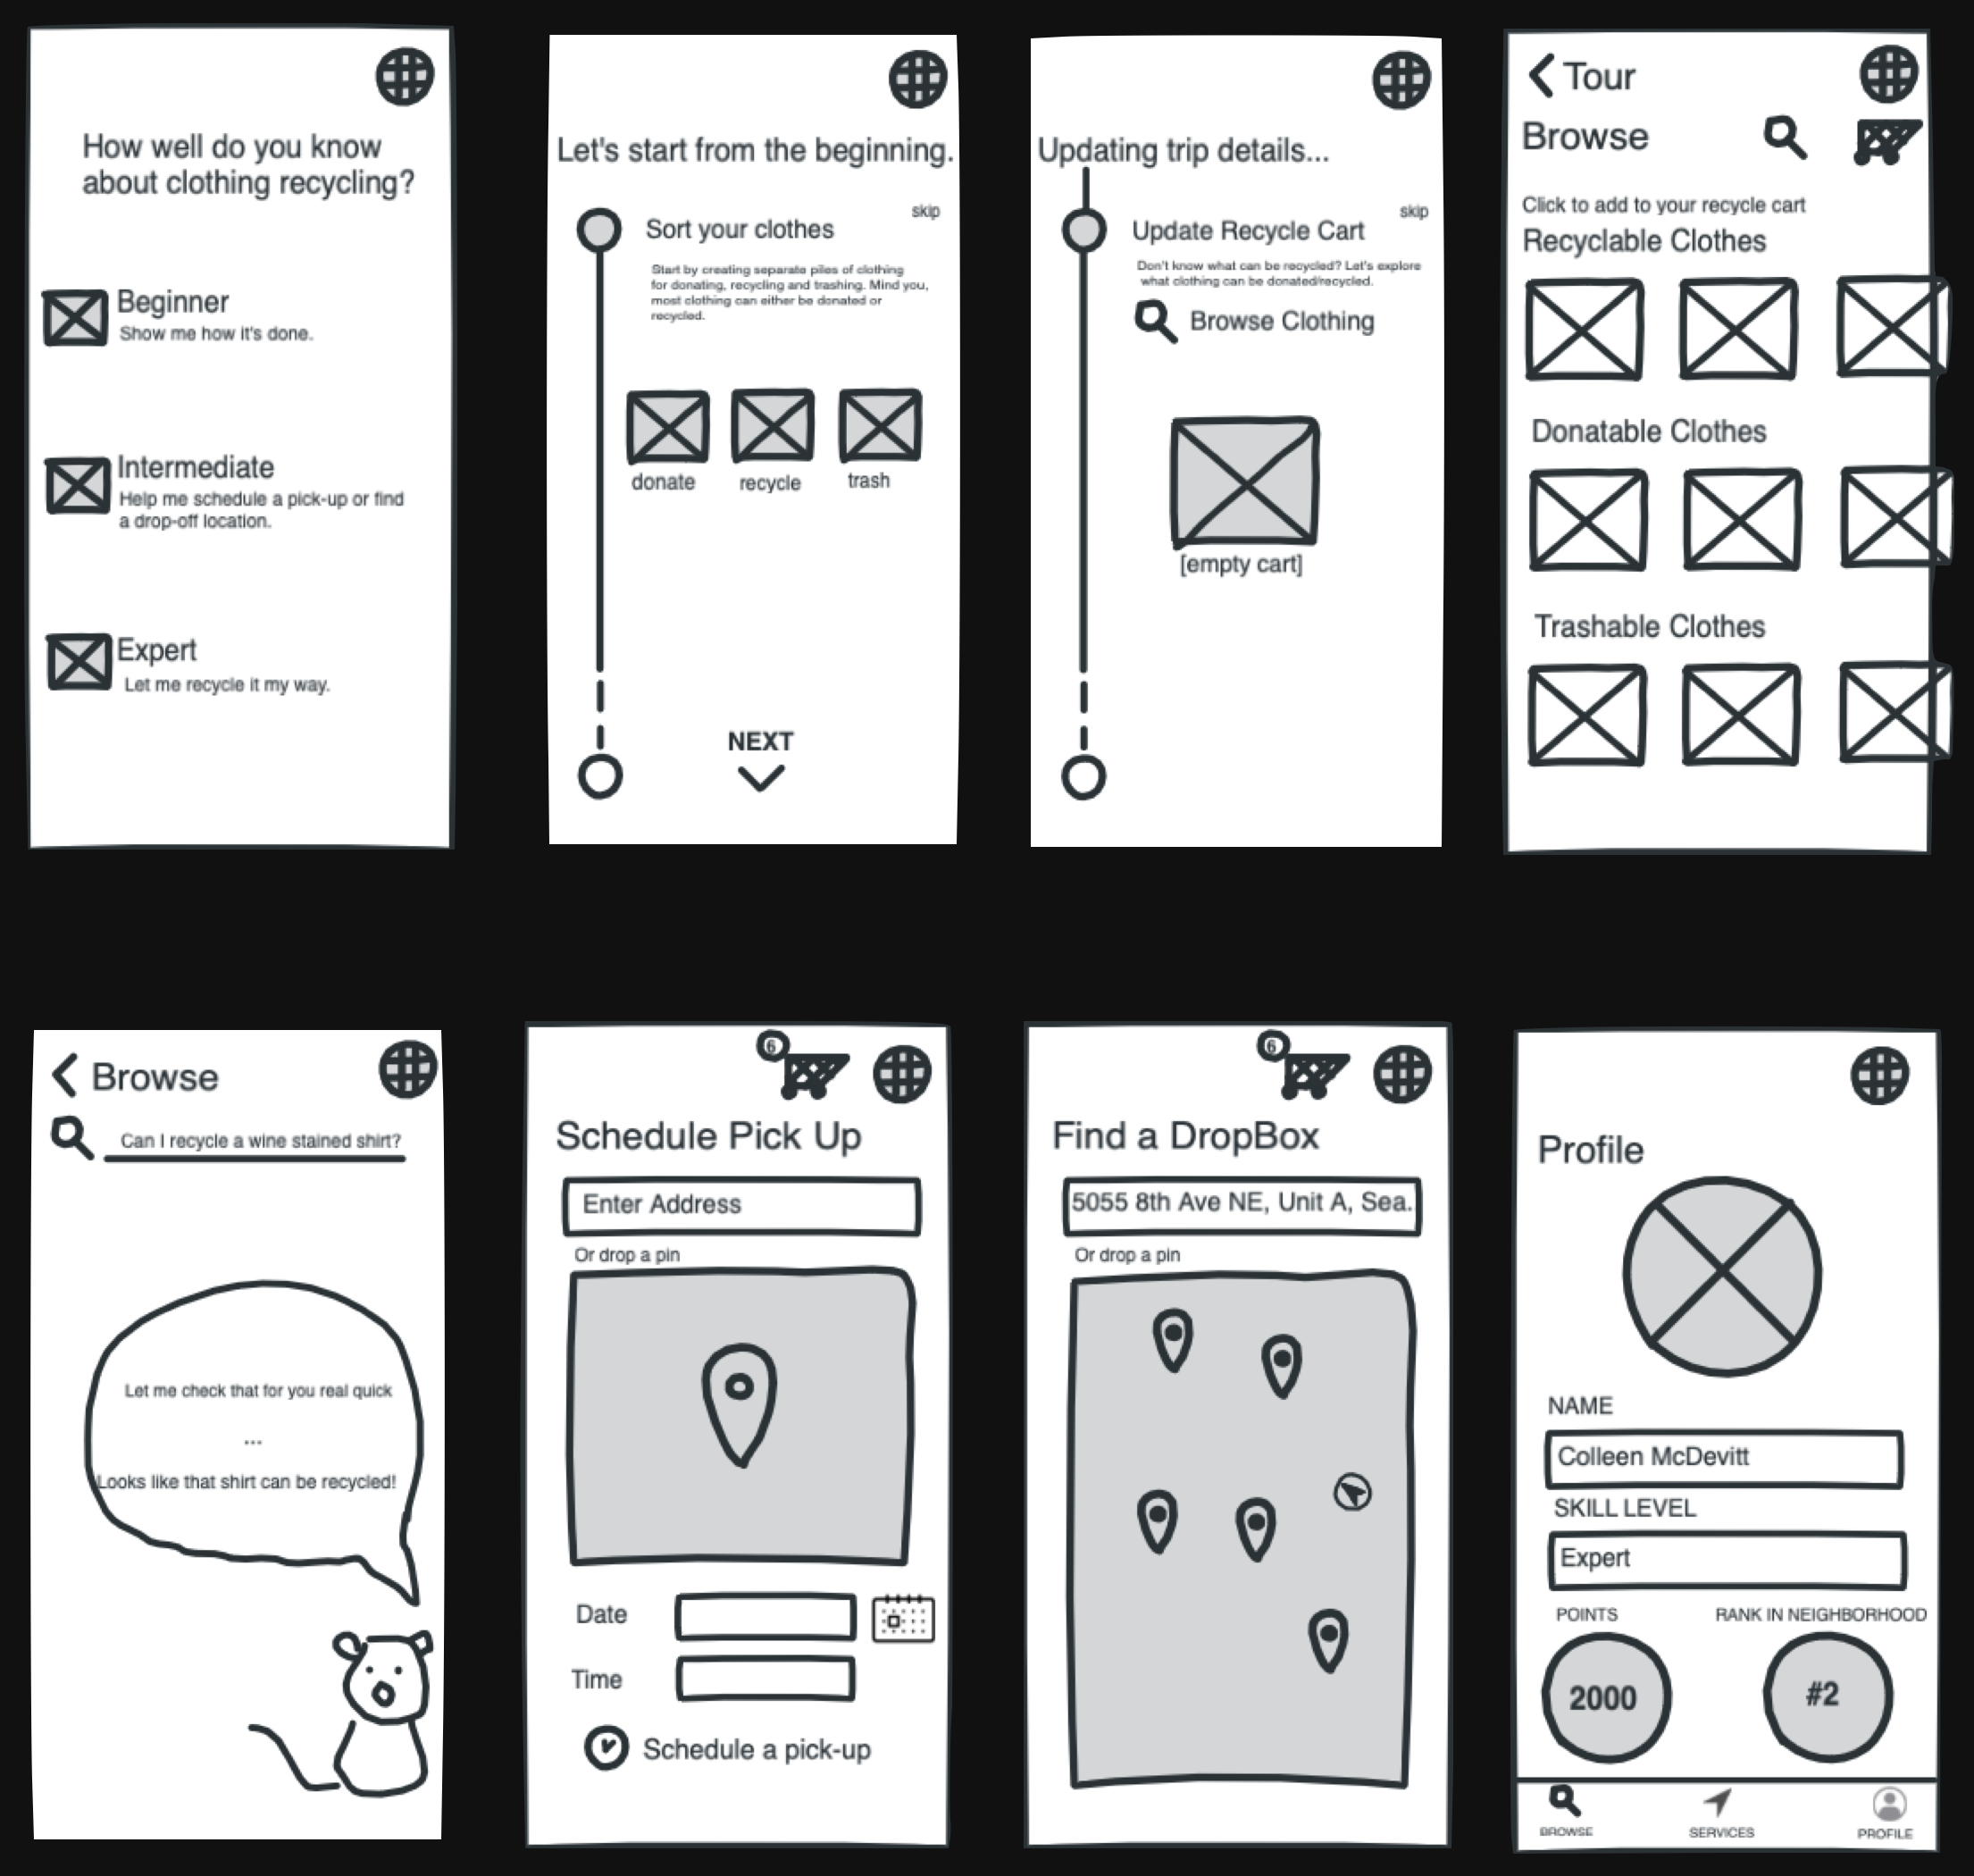 How well do you know
about clothing recycling?
Beginner
Show me how it's done.
Intermediate
Help me schedule a pick-up or find
a drop-off location.
Expert
Let me recycle it my way.
Let's start from the beginning.
skip
Sort your clothes
Start by creating separate piles of clothing
for donating, recycling and trashing. Mind you,
most clothing can either be donated or
recycled.
donate recycle trash
NEXT
Updating trip details...
skip
Update Recycle Cart
Don't know what can be recycled? Let's explore
what clothing can be donated/recycled.
Browse Clothing
[empty cart]
Tour
Browse
Click to add to your recycle cart
Recyclable Clothes
Donatable Clothes
Trashable Clothes
Browse
Can I recycle a wine stained shirt?
Let me check that for you real quick
...
Looks like that shirt can be recycled!
6
Schedule Pick Up
Enter Address
Or drop a pin
Date
Time
Schedule a pick-up
6
Find a DropBox
5055 8th Ave NE, Unit A, Sea.
Or drop a pin
Profile
NAME
Colleen McDevitt
SKILL LEVEL
Expert
POINTS RANK IN NEIGHBORHOOD
2000 #2
BROWSE SERVICES PROFILE